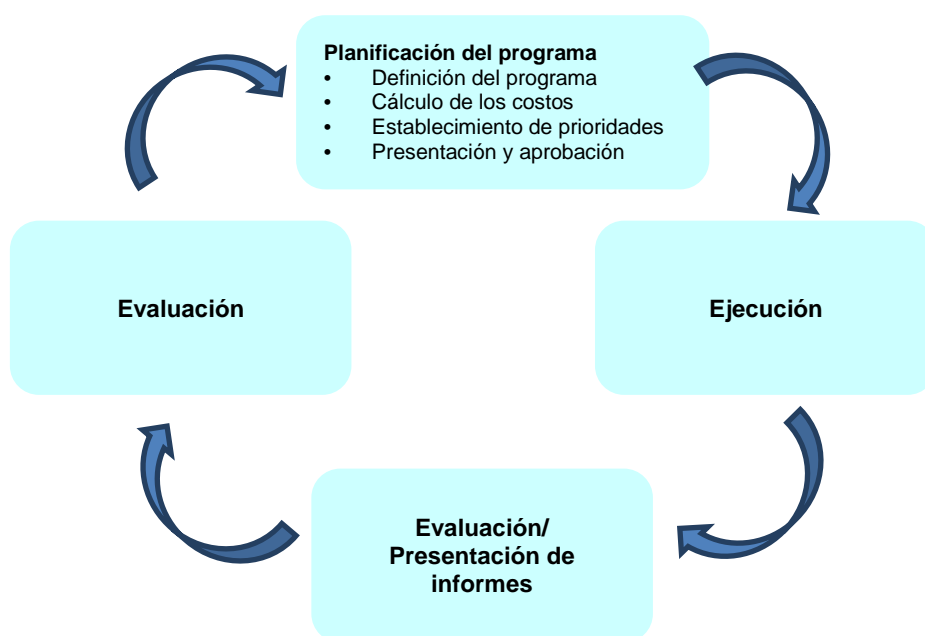 Planificación del programa
• Definición del programa
• Cálculo de los costos
• Establecimiento de prioridades
• Presentación y aprobación
Evaluación
Ejecución
Evaluación/
Presentación de
informes